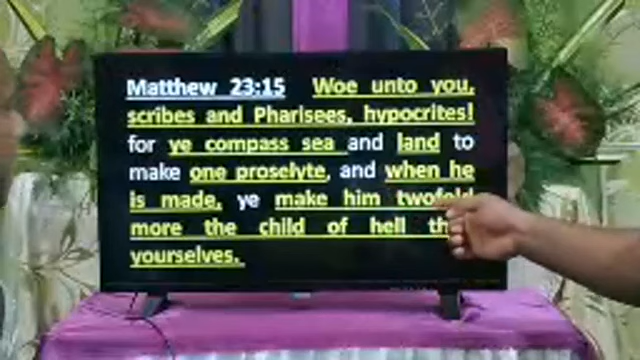 Matthew 23:15 Woe unto you,
scribes and Pharisees, hypocrites!
for ye compass sea and land to
make one proselyte, and when he
is made, ye make him twofold
more the child of hell
yourselves.